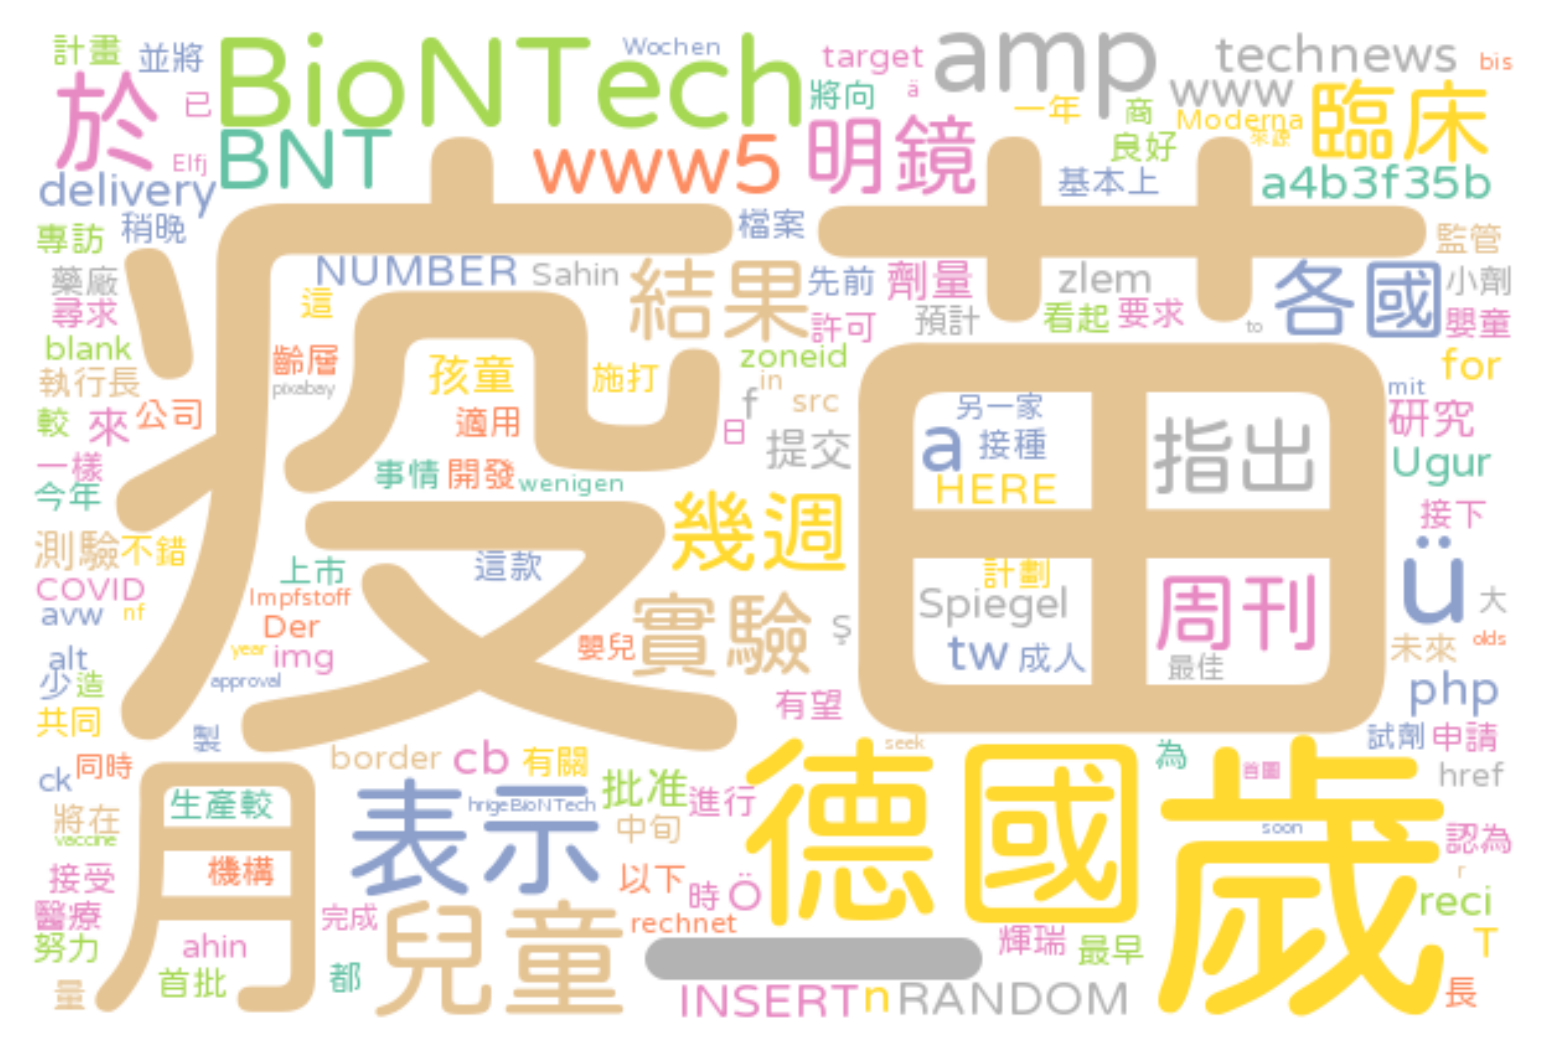 計畫
並將
BioNTech
Wochen
target
amp
technews
bis
於
已
將向
ä
一年
商
www
Moderna
臨床
Elfj
BNT
www5
明鏡
良好
來源
delivery
基本上
a4b3f35b
專訪
稍晚
檔案
監管
疫苗
藥廠
NUMBER
Sahin
結果
先前
劑量
zlem
各國
小劑
尋求
這
許可
預計
看起
要求
to
嬰童
blank
齡層
孩童
施打
zoneid
for
執行長
pixabay
in
f
src
另一家
mit
較
來
公司
適用
日
提交
a
接種
指出
研究
一樣
事情
開發
wenigen
HERE
Ugur
今年
幾週
接下
測驗
不錯
上市
這款
計劃
ü
COVID
Impfstoff
Spiegel
周刊
大
avw
nf
Der
實驗
Ş
未來
olds
alt
year
img
嬰兒
tw
成人
最佳
少
造
approval
php
共同
有望
製
試劑
申請
ck
同時
border
cb
有關
seek
為
首圖
href
月
生產較
表示
hrigeBioNTech
批准
進行
德國
歲
將在
vaccine
中旬
soon
認為
接受
機構
以下
時
Ö
r
reci
醫療
完成
兒童
rechnet
努力
ahin
輝瑞
最早
T
量
首批
都
INSERT
n
RANDOM
長